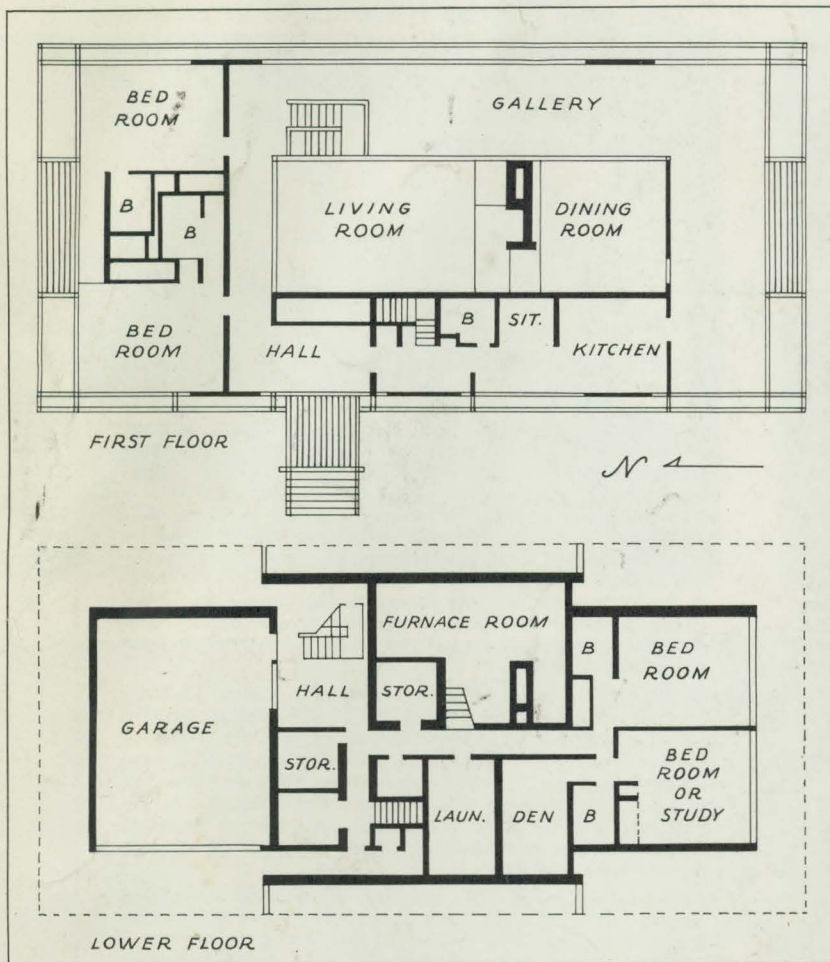 BED
ROOM
GALLERY
B
B
LIVING
ROOM
DINING
ROOM
BED
ROOM
HALL
B
SIT.
KITCHEN
FIRST FLOOR
N
FURNACE ROOM
B
BED
ROOM
HALL
STOR.
GARAGE
STOR.
LAUN.
DEN
B
BED
ROOM
OR
STUDY
LOWER FLOOR